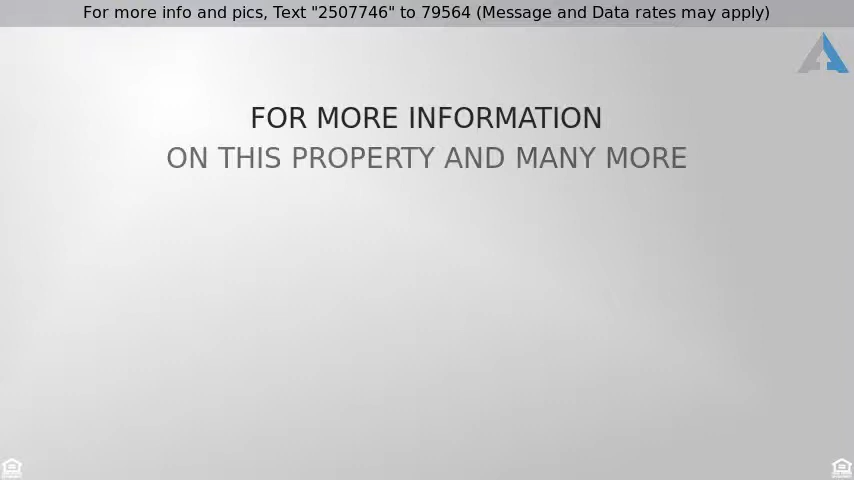 For more info and pics, Text "2507746" to 79564 (Message and Data rates may apply)
FOR MORE INFORMATION
ON THIS PROPERTY AND MANY MORE